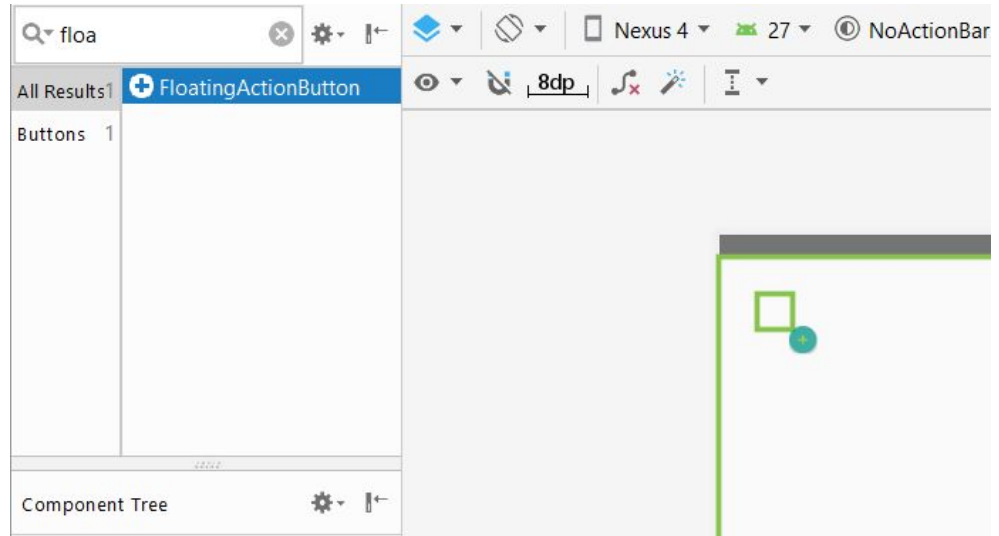 floa
Nexus 4 27 NoActionBar
All Results 1 FloatingActionButton
8dp
Buttons 1
Component Tree